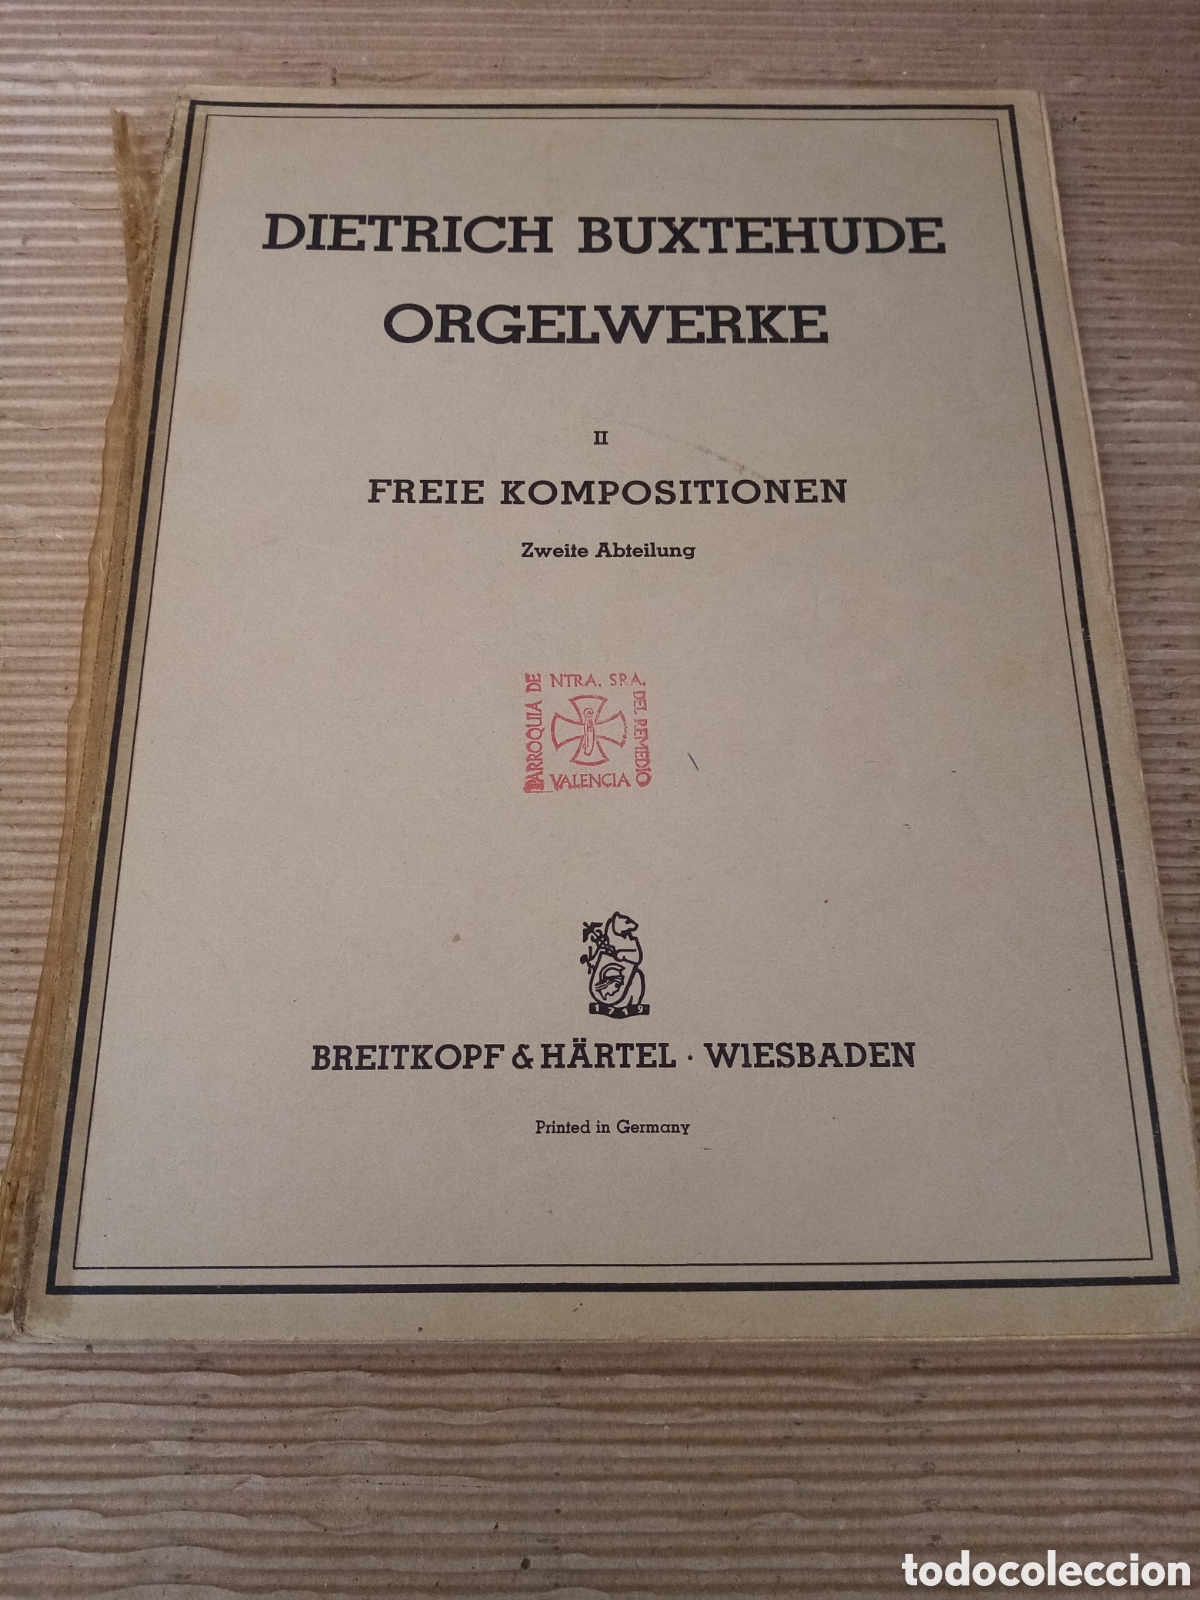 DIETRICH BUXTEHUDE
ORGELWERKE
II
FREIE KOMPOSITIONEN
Zweite Abteilung
PARROQUIA DE
NTRA. SRA.
DEL REMEDIO
VALENCIA
1719
BREITKOPF & HÄRTEL · WIESBADEN
Printed in Germany
todocoleccion